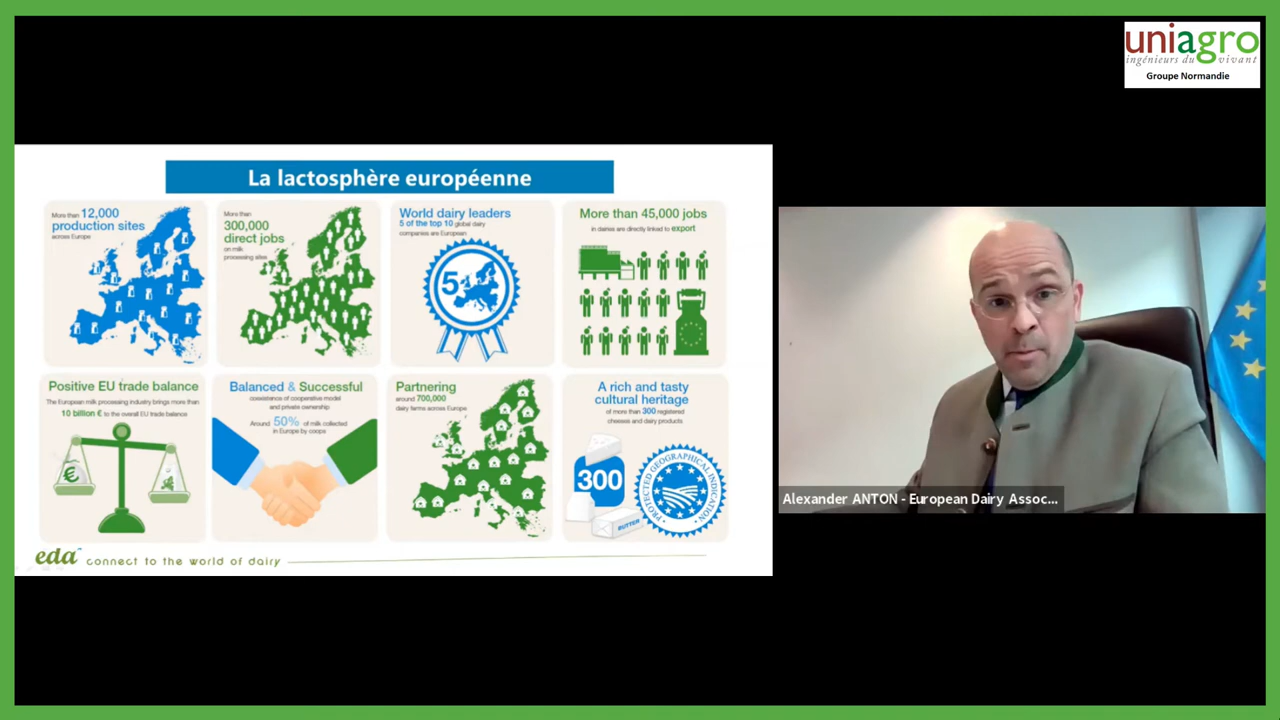 uniagro
ingénieurs du vivant
Groupe Normandie
La lactosphère européenne
More than 12,000
production sites
across Europe
More than
300,000
direct jobs
on milk
processing sites
World dairy leaders
5 of the top 10 global dairy
companies are European
5
More than 45,000 jobs
in dairies are directly linked to export
Positive EU trade balance
The European milk processing industry brings more than
10 billion € to the overall EU trade balance
€
Balanced & Successful
coexistence of cooperative model
and private ownership
Around 50% of milk collected
in Europe by coops
Partnering
around 700,000
dairy farms across Europe
A rich and tasty
cultural heritage
of more than 300 registered
cheeses and dairy products
300
BUTTER
PROTECTED GEOGRAPHICAL INDICATION
eda
connect to the world of dairy
Alexander ANTON - European Dairy Assoc...